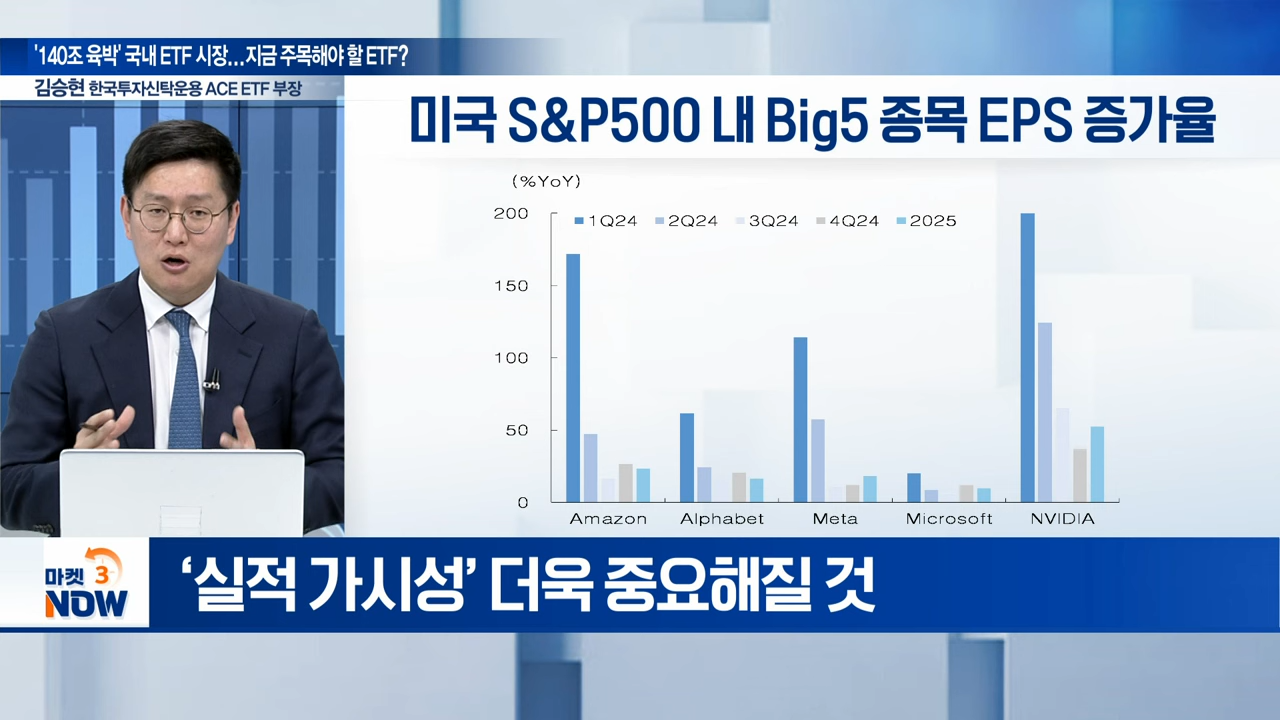 '140조 육박' 국내 ETF 시장...지금 주목해야 할 ETF?
김승현 한국투자신탁운용 ACE ETF 부장
미국 S&P500 내 Big5 종목 EPS 증가율
(%YoY)
1Q24 2Q24 3Q24 4Q24 2025
200
150
100
50
0
Amazon Alphabet Meta Microsoft NVIDIA
마켓 3
NOW
'실적 가시성' 더욱 중요해질 것